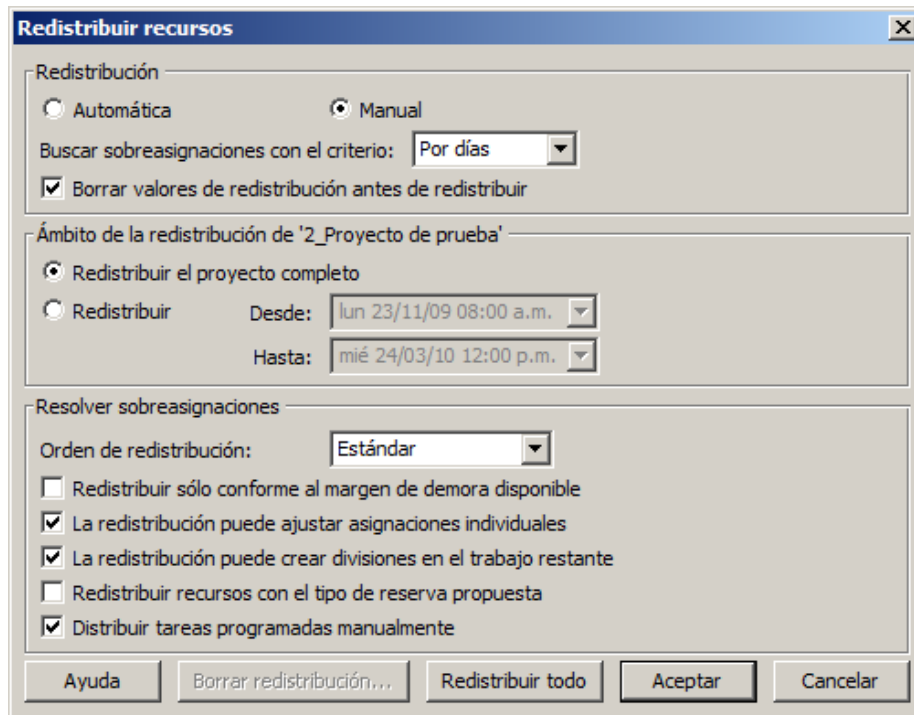 Redistribuir recursos
Redistribución
Automática Manual
Buscar sobreasignaciones con el criterio: Por días
Borrar valores de redistribución antes de redistribuir
Ámbito de la redistribución de '2_Proyecto de prueba'
Redistribuir el proyecto completo
Redistribuir Desde: lun 23/11/09 08:00 a.m.
Hasta: mié 24/03/10 12:00 p.m.
Resolver sobreasignaciones
Orden de redistribución: Estándar
Redistribuir sólo conforme al margen de demora disponible
La redistribución puede ajustar asignaciones individuales
La redistribución puede crear divisiones en el trabajo restante
Redistribuir recursos con el tipo de reserva propuesta
Distribuir tareas programadas manualmente
Ayuda Borrar redistribución... Redistribuir todo Aceptar Cancelar